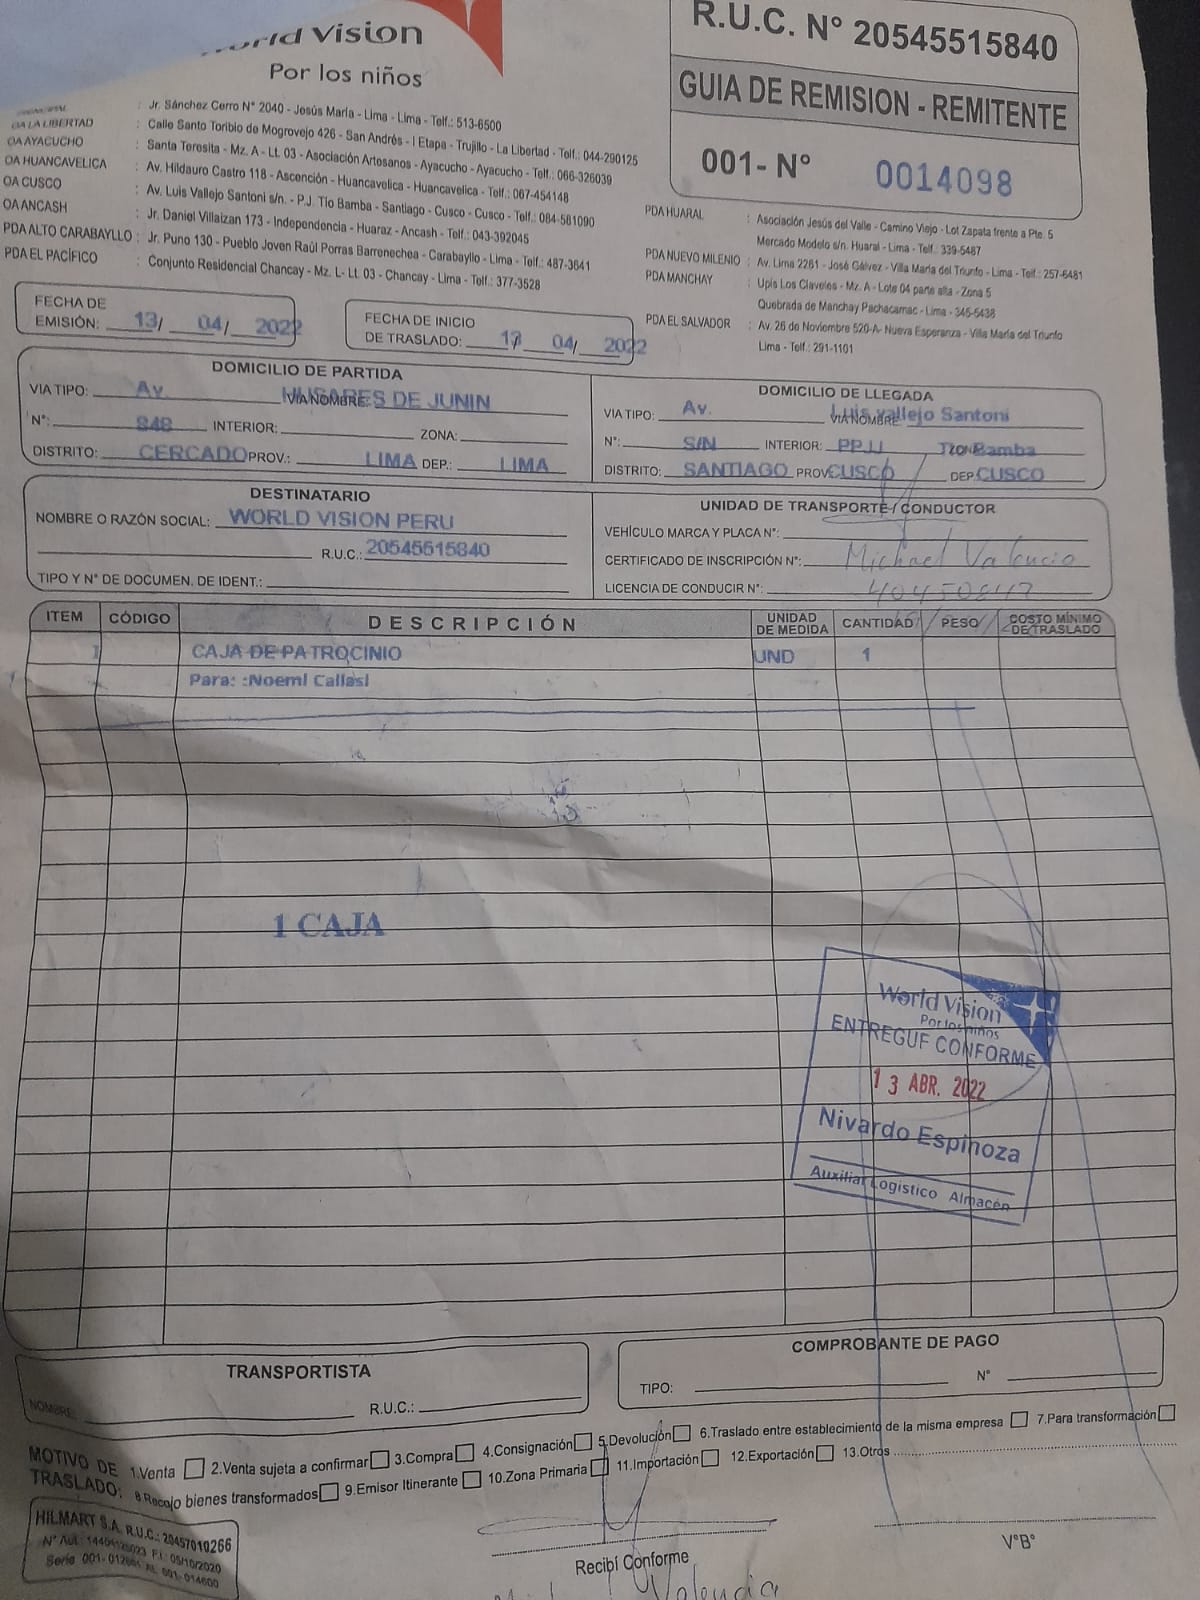 World Vision
Por los niños
R.U.C. N° 20545515840
GUIA DE REMISION - REMITENTE
001- N° 0014098
: Jr. Sánchez Cerro N° 2040 - Jesús María - Lima - Lima - Telf.: 513-6500
OA LA LIBERTAD : Calle Santo Toribio de Mogrovejo 426 - San Andrés - I Etapa - Trujillo - La Libertad - Telf.: 044-290125
OA AYACUCHO : Santa Teresita - Mz. A - Lt. 03 - Asociación Artesanos - Ayacucho - Ayacucho - Telf.: 066-326039
OA HUANCAVELICA : Av. Hildauro Castro 118 - Ascención - Huancavelica - Huancavelica - Telf.: 067-454148
OA CUSCO : Av. Luis Vallejo Santoni s/n. - P.J. Tío Bamba - Santiago - Cusco - Cusco - Telf.: 084-581090
OA ANCASH : Jr. Daniel Villaizan 173 - Independencia - Huaraz - Ancash - Telf.: 043-392045
PDA ALTO CARABAYLLO : Jr. Puno 130 - Pueblo Joven Raúl Porras Barrenechea - Carabayllo - Lima - Telf.: 487-3641
PDA EL PACÍFICO : Conjunto Residencial Chancay - Mz. L- Lt. 03 - Chancay - Lima - Telf.: 377-3528
PDA HUARAL : Asociación Jesús del Valle - Camino Viejo - Lot Zapata frente a Pte. 5
Mercado Modelo s/n. Huaral - Lima - Telf.: 339-5487
PDA NUEVO MILENIO : Av. Lima 2261 - José Gálvez - Villa María del Triunfo - Lima - Telf.: 257-6481
PDA MANCHAY : Upis Los Claveles - Mz. A - Lote 04 parte alta - Zona 5
Quebrada de Manchay Pachacamac - Lima - 345-5438
PDA EL SALVADOR : Av. 26 de Noviembre 520-A- Nueva Esperanza - Villa María del Triunfo
Lima - Telf.: 291-1101
FECHA DE
EMISIÓN: 13/ 04/ 2022
FECHA DE INICIO
DE TRASLADO: 13/ 04/ 2022
DOMICILIO DE PARTIDA
VIA TIPO: Av VIA NOMBRE: HUSARES DE JUNIN
N°: 848 INTERIOR: ZONA:
DISTRITO: CERCADO PROV.: LIMA DEP.: LIMA
DOMICILIO DE LLEGADA
VIA TIPO: Av. VIA NOMBRE: Luis vallejo Santoni
N°: S/N INTERIOR: PP.JJ ZON Bamba
DISTRITO: SANTIAGO PROV CUSCO DEP. CUSCO
DESTINATARIO
NOMBRE O RAZÓN SOCIAL: WORLD VISION PERU
R.U.C.: 20545515840
TIPO Y N° DE DOCUMEN. DE IDENT.:
UNIDAD DE TRANSPORTE / CONDUCTOR
VEHÍCULO MARCA Y PLACA N°:
CERTIFICADO DE INSCRIPCIÓN N°: Michael Valencia
LICENCIA DE CONDUCIR N°: 40450847
ITEM CÓDIGO DESCRIPCIÓN UNIDAD DE MEDIDA CANTIDAD PESO COSTO MÍNIMO DE TRASLADO
1 CAJA DE PATROCINIO UND 1
Para: :Noemi Callasi
1 CAJA
World Vision
Por los niños
ENTREGUE CONFORME
13 ABR. 2022
Nivardo Espinoza
Auxiliar Logistico Almacén
TRANSPORTISTA
NOMBRE: R.U.C.:
COMPROBANTE DE PAGO
TIPO: N°
MOTIVO DE TRASLADO: 1.Venta 2.Venta sujeta a confirmar 3.Compra 4.Consignación 5.Devolución 6.Traslado entre establecimiento de la misma empresa 7.Para transformación
8.Recojo bienes transformados 9.Emisor Itinerante 10.Zona Primaria 11.Importación 12.Exportación 13.Otros
HILMART S.A. R.U.C.: 20457010266
N° Aut.: F.I.: 05/10/2020
Serie 001- AL 001-014600
Recibí Conforme
V°B°
Valencia